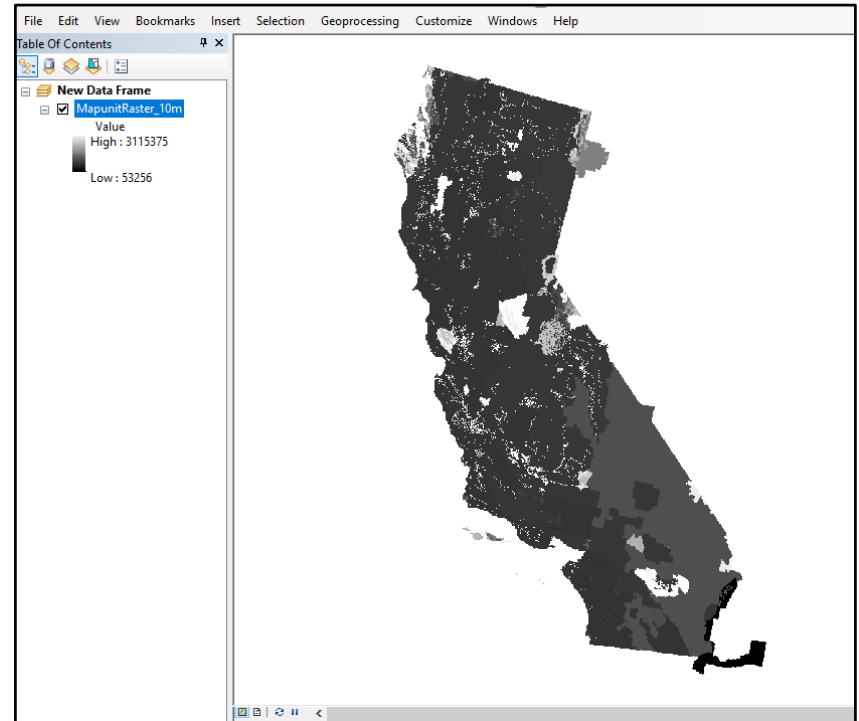 File Edit View Bookmarks Insert Selection Geoprocessing Customize Windows Help
Table Of Contents
New Data Frame
MapunitRaster_10m
Value
High : 3115375
Low : 53256